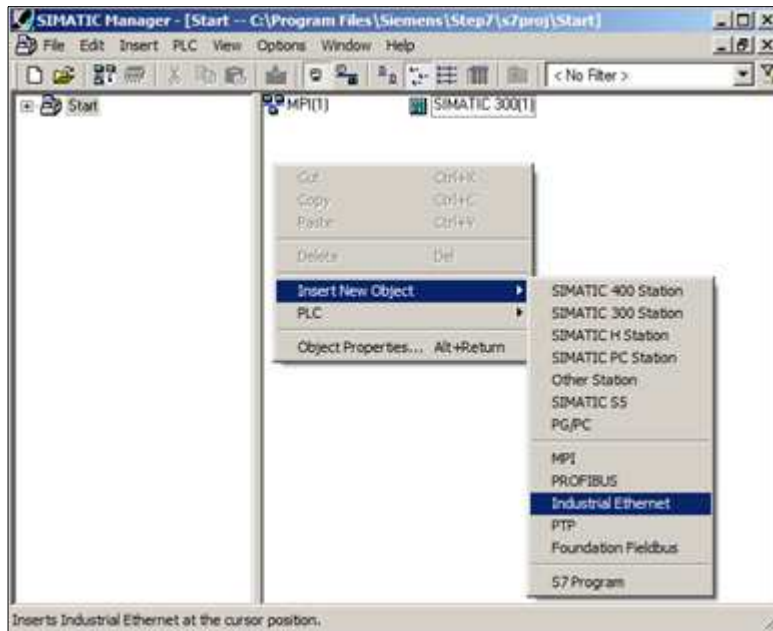 SIMATIC Manager - [Start -- C:\Program Files\Siemens\Step7\s7proj\Start]
File Edit Insert PLC View Options Window Help
< No Filter >
Start
MPI(1) SIMATIC 300(1)
Cut Ctrl+X
Copy Ctrl+C
Paste Ctrl+V
Delete Del
Insert New Object
PLC
Object Properties... Alt+Return
SIMATIC 400 Station
SIMATIC 300 Station
SIMATIC H Station
SIMATIC PC Station
Other Station
SIMATIC S5
PG/PC
MPI
PROFIBUS
Industrial Ethernet
PTP
Foundation Fieldbus
S7 Program
Inserts Industrial Ethernet at the cursor position.